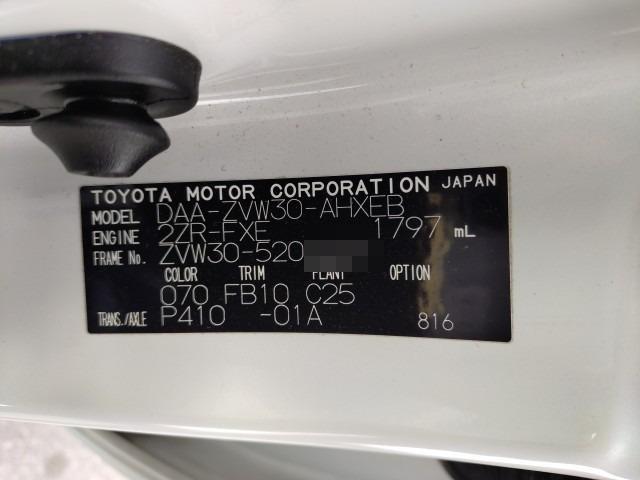 TOYOTA MOTOR CORPORATION JAPAN
MODEL DAA-ZVW30-AHXEB
ENGINE 2ZR-FXE 1797 mL
FRAME No. ZVW30-520
COLOR TRIM PLANT OPTION
070 FB10 C25
TRANS./AXLE P410 -01A 816